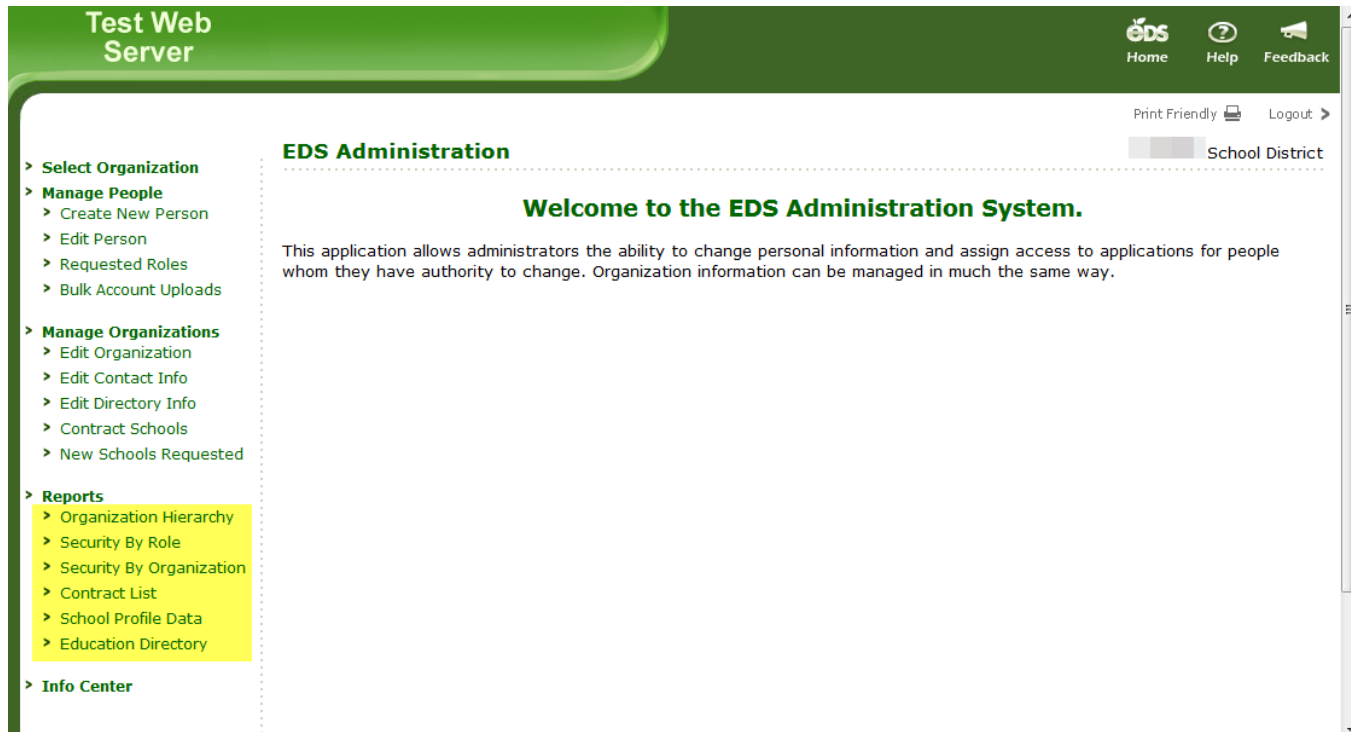 Test Web
Server
EDS
Home
Help
Feedback
Print Friendly
Logout
EDS Administration
School District
Select Organization
Manage People
Create New Person
Edit Person
Requested Roles
Bulk Account Uploads
Manage Organizations
Edit Organization
Edit Contact Info
Edit Directory Info
Contract Schools
New Schools Requested
Reports
Organization Hierarchy
Security By Role
Security By Organization
Contract List
School Profile Data
Education Directory
Info Center
Welcome to the EDS Administration System.
This application allows administrators the ability to change personal information and assign access to applications for people
whom they have authority to change. Organization information can be managed in much the same way.